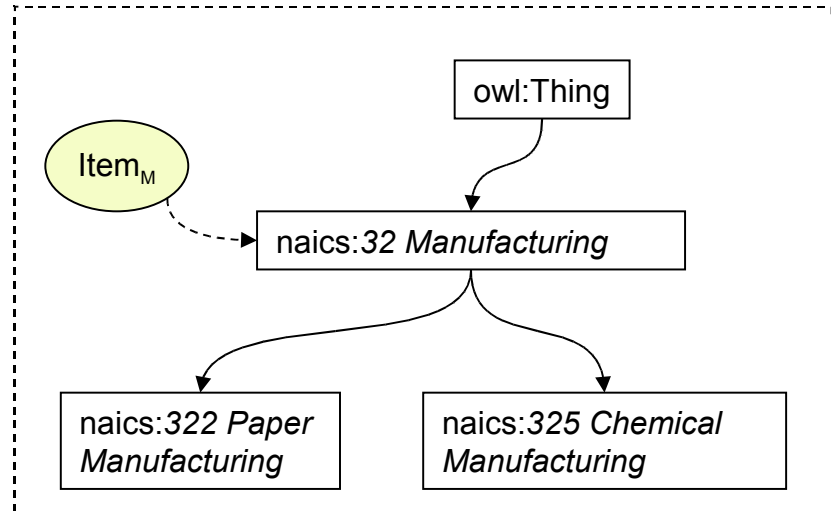 owl:Thing
Item_M
naics:32 Manufacturing
naics:322 Paper
Manufacturing
naics:325 Chemical
Manufacturing